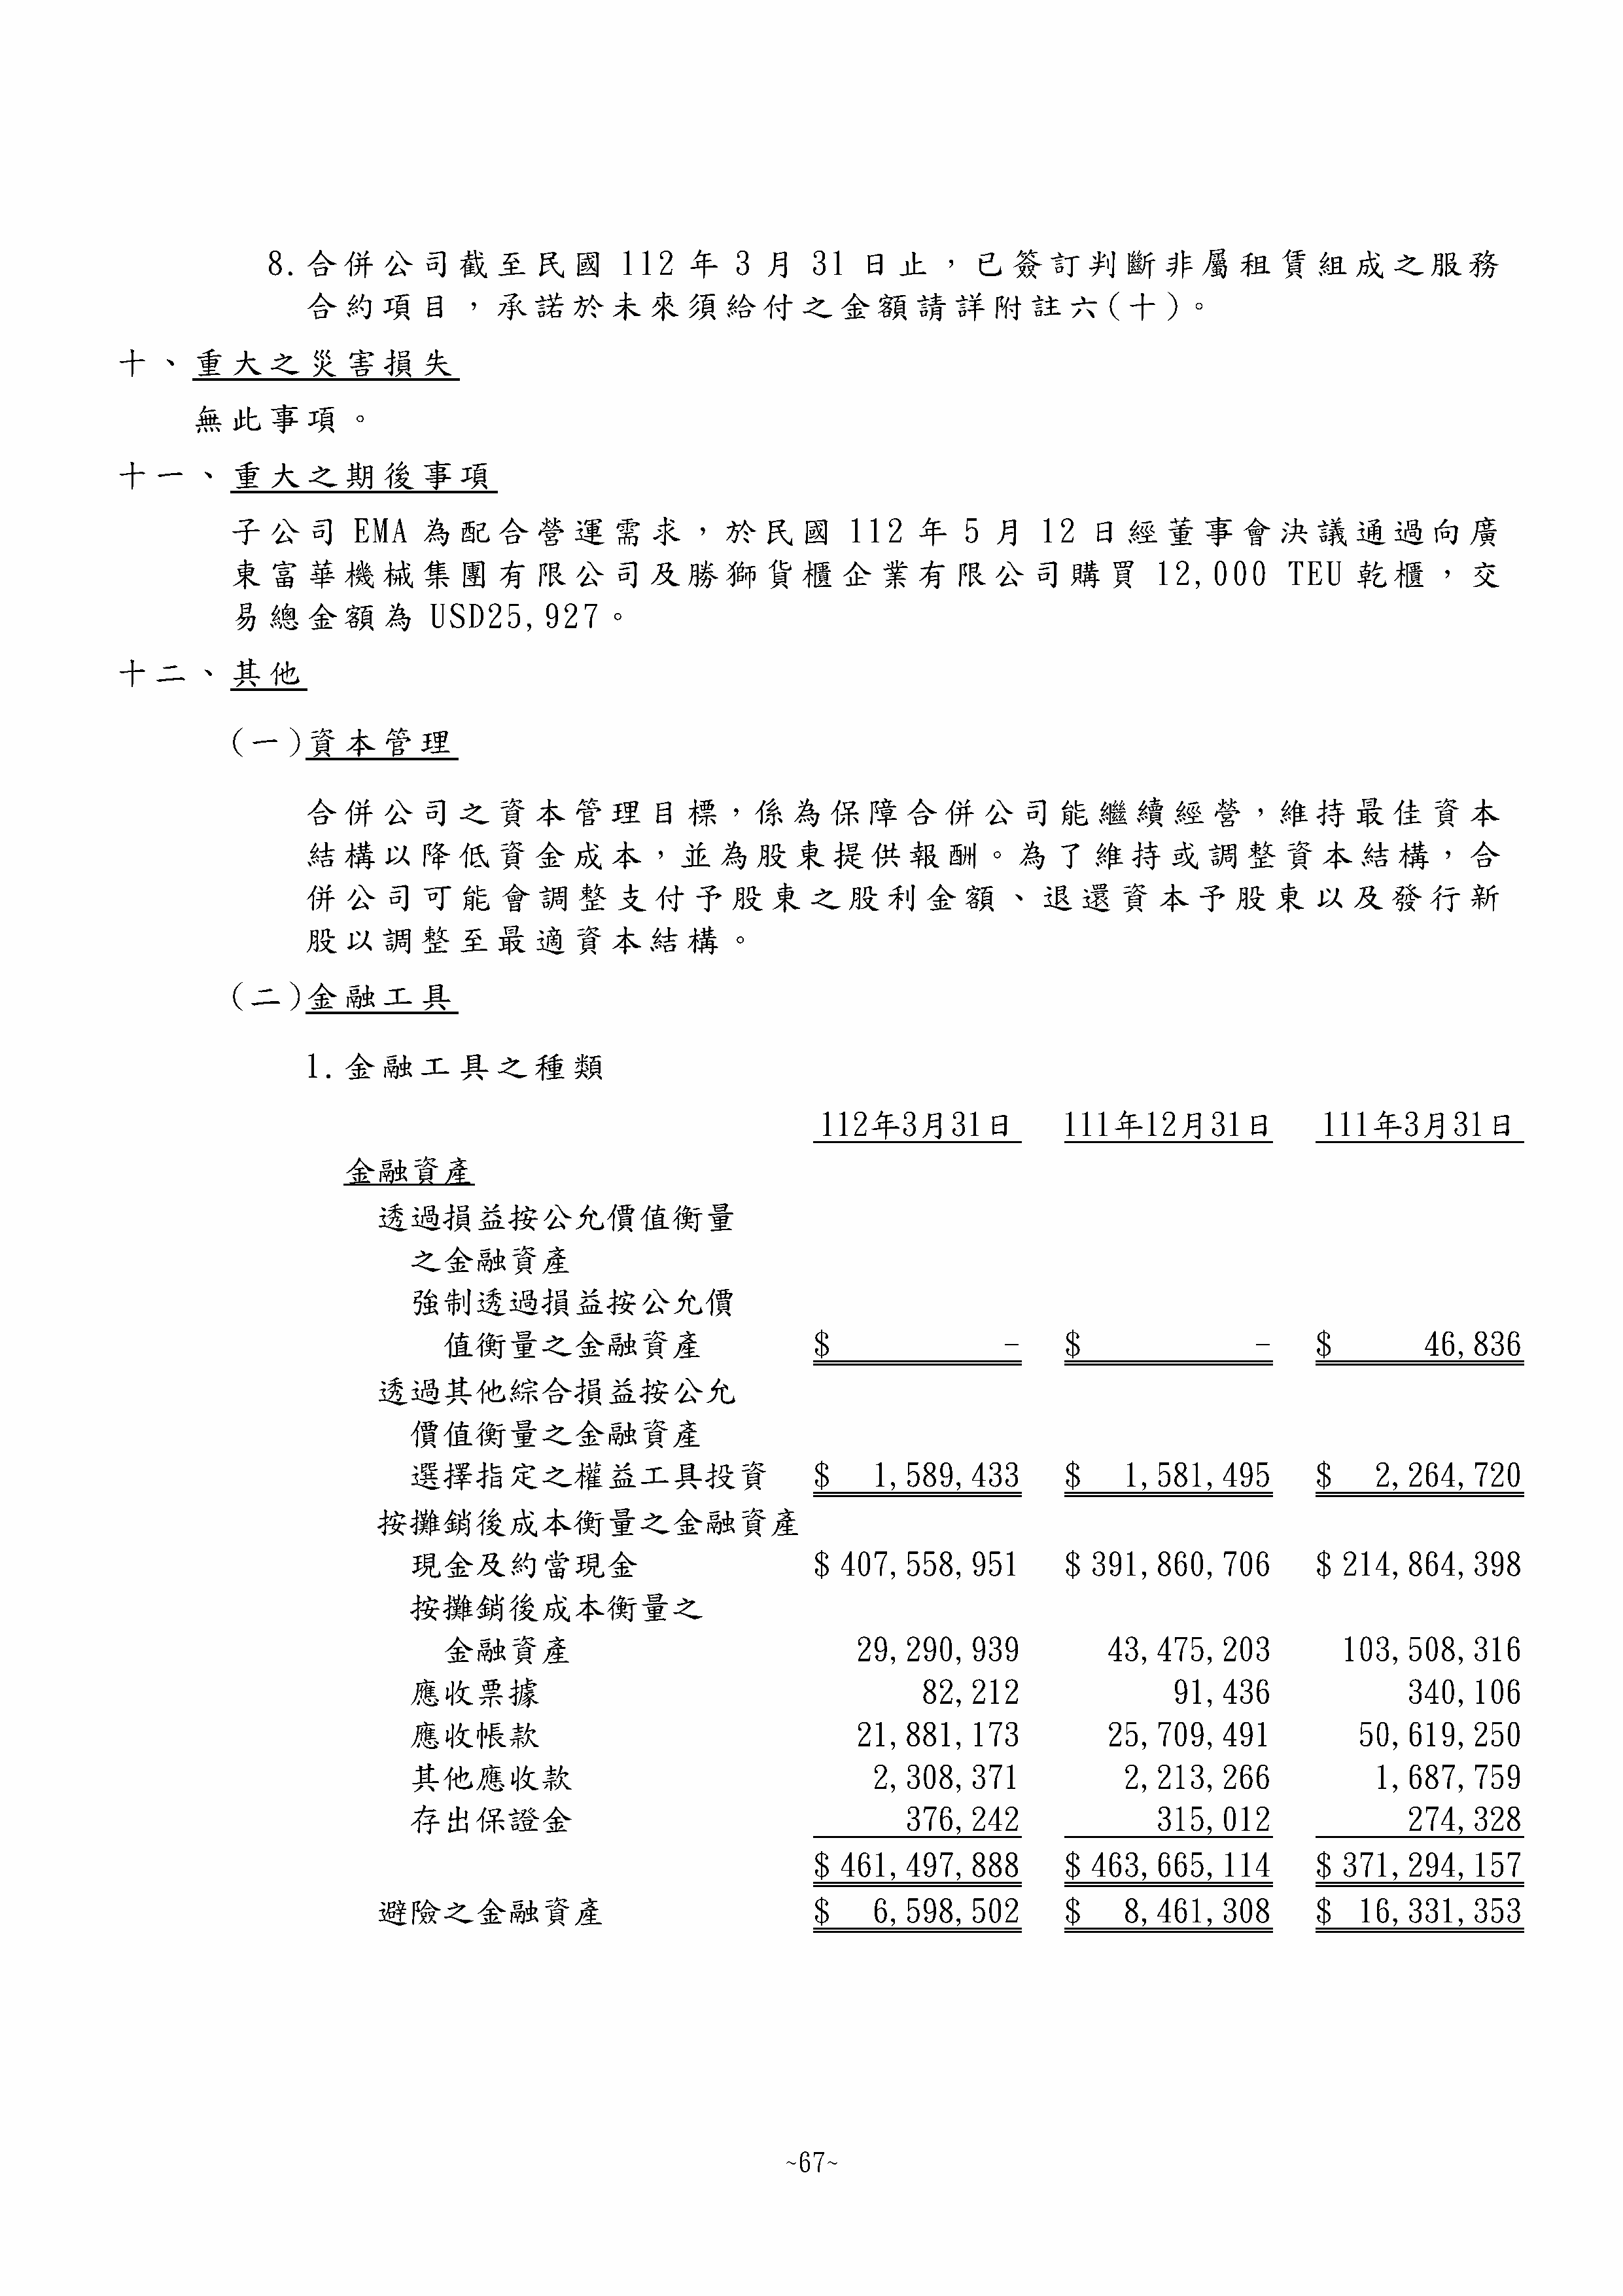 8.合併公司截至民國 112 年 3 月 31 日止，已簽訂判斷非屬租賃組成之服務
合約項目，承諾於未來須給付之金額請詳附註六(十)。
十、重大之災害損失
無此事項。
十一、重大之期後事項
子公司 EMA 為配合營運需求，於民國 112 年 5 月 12 日經董事會決議通過向廣
東富華機械集團有限公司及勝獅貨櫃企業有限公司購買 12,000 TEU 乾櫃，交
易總金額為 USD25,927。
十二、其他
(一)資本管理
合併公司之資本管理目標，係為保障合併公司能繼續經營，維持最佳資本
結構以降低資金成本，並為股東提供報酬。為了維持或調整資本結構，合
併公司可能會調整支付予股東之股利金額、退還資本予股東以及發行新
股以調整至最適資本結構。
(二)金融工具
1.金融工具之種類
112年3月31日 111年12月31日 111年3月31日
金融資產
透過損益按公允價值衡量
之金融資產
強制透過損益按公允價
值衡量之金融資產 $ - $ - $ 46,836
透過其他綜合損益按公允
價值衡量之金融資產
選擇指定之權益工具投資 $ 1,589,433 $ 1,581,495 $ 2,264,720
按攤銷後成本衡量之金融資產
現金及約當現金 $ 407,558,951 $ 391,860,706 $ 214,864,398
按攤銷後成本衡量之
金融資產 29,290,939 43,475,203 103,508,316
應收票據 82,212 91,436 340,106
應收帳款 21,881,173 25,709,491 50,619,250
其他應收款 2,308,371 2,213,266 1,687,759
存出保證金 376,242 315,012 274,328
$ 461,497,888 $ 463,665,114 $ 371,294,157
避險之金融資產 $ 6,598,502 $ 8,461,308 $ 16,331,353
~67~